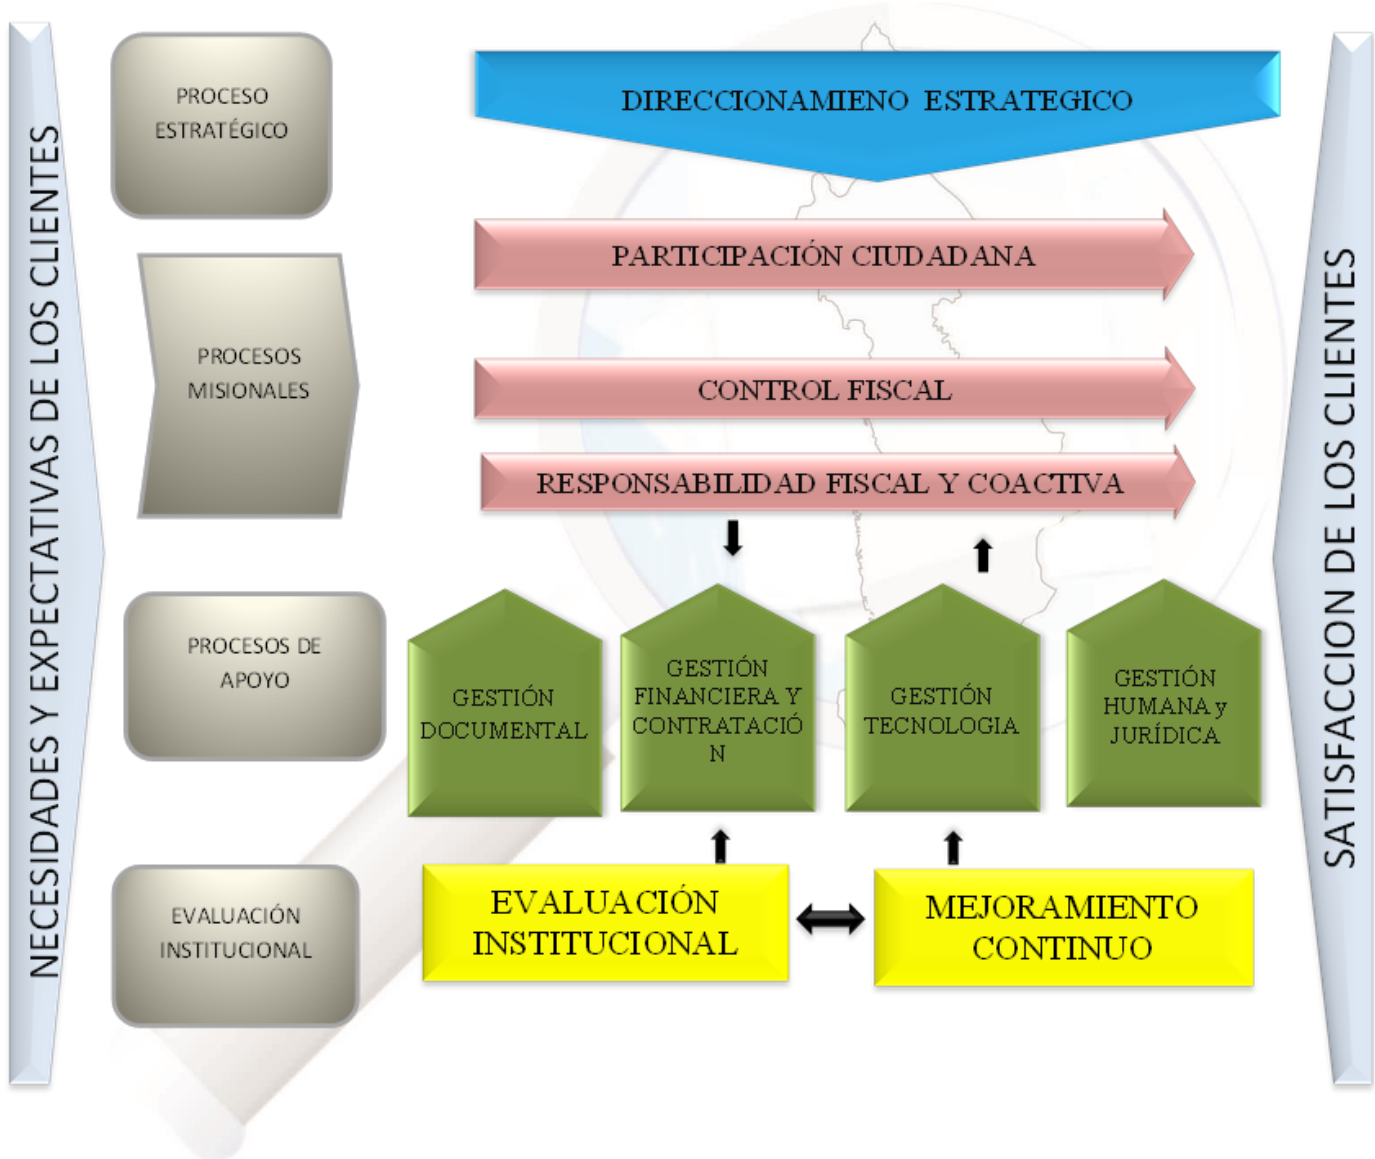 NECESIDADES Y EXPECTATIVAS DE LOS CLIENTES
PROCESO
ESTRATÉGICO
DIRECCIONAMIENO ESTRATEGICO
PROCESOS
MISIONALES
PARTICIPACIÓN CIUDADANA
CONTROL FISCAL
RESPONSABILIDAD FISCAL Y COACTIVA
PROCESOS DE
APOYO
GESTIÓN
DOCUMENTAL
GESTIÓN
FINANCIERA Y
CONTRATACIÓ
N
GESTIÓN
TECNOLOGIA
GESTIÓN
HUMANA y
JURÍDICA
EVALUACIÓN
INSTITUCIONAL
EVALUACIÓN
INSTITUCIONAL
MEJORAMIENTO
CONTINUO
SATISFACCION DE LOS CLIENTES